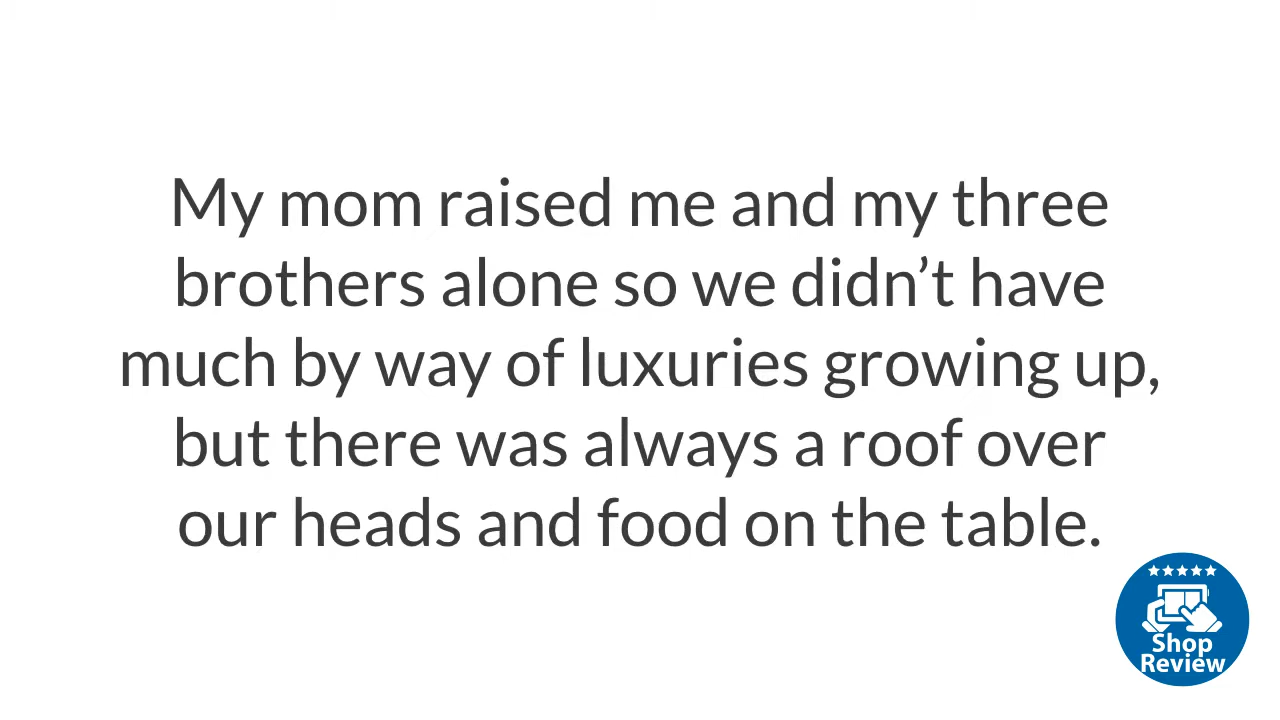 My mom raised me and my three
brothers alone so we didn’t have
much by way of luxuries growing up,
but there was always a roof over
our heads and food on the table.
Shop
Review